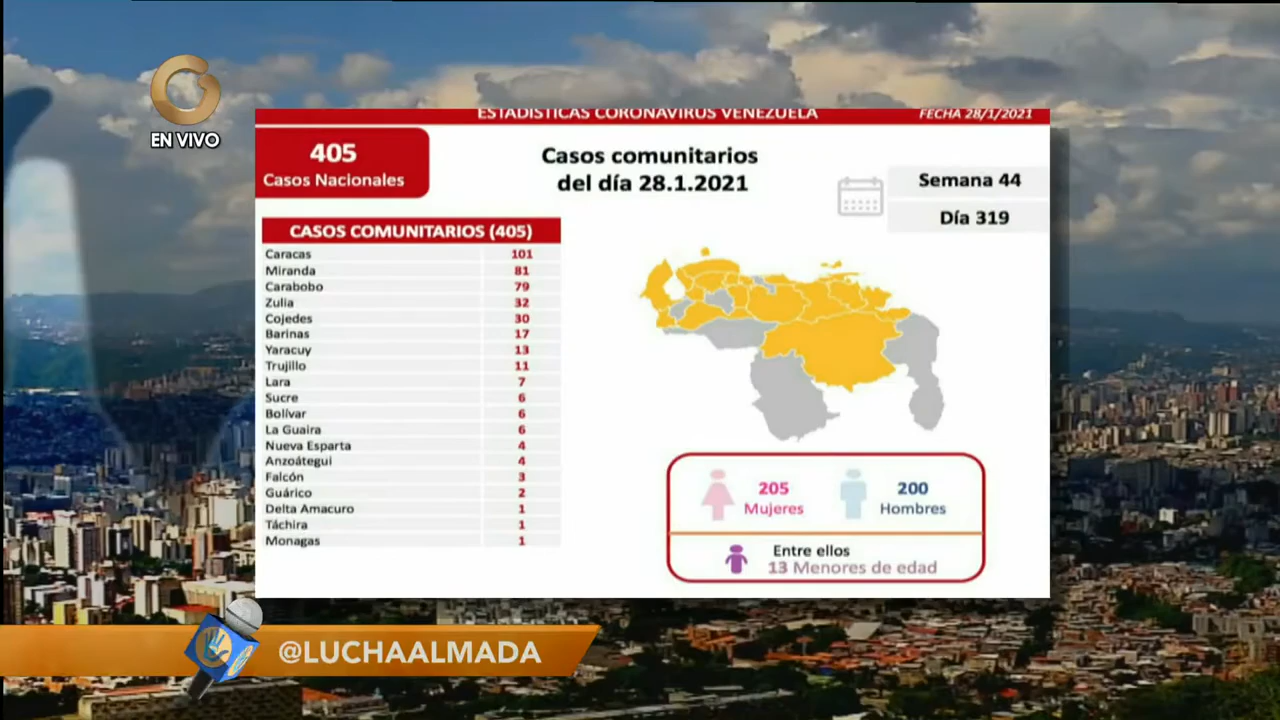 EN VIVO
ESTADÍSTICAS CORONAVIRUS VENEZUELA
FECHA 28/1/2021
405
Casos Nacionales
Casos comunitarios
del día 28.1.2021
Semana 44
Día 319
CASOS COMUNITARIOS (405)
Caracas 101
Miranda 81
Carabobo 79
Zulia 32
Cojedes 30
Barinas 17
Yaracuy 13
Trujillo 11
Lara 7
Sucre 6
Bolívar 6
La Guaira 6
Nueva Esparta 4
Anzoátegui 4
Falcón 3
Guárico 2
Delta Amacuro 1
Táchira 1
Monagas 1
205
Mujeres
200
Hombres
Entre ellos
13 Menores de edad
@LUCHAALMADA